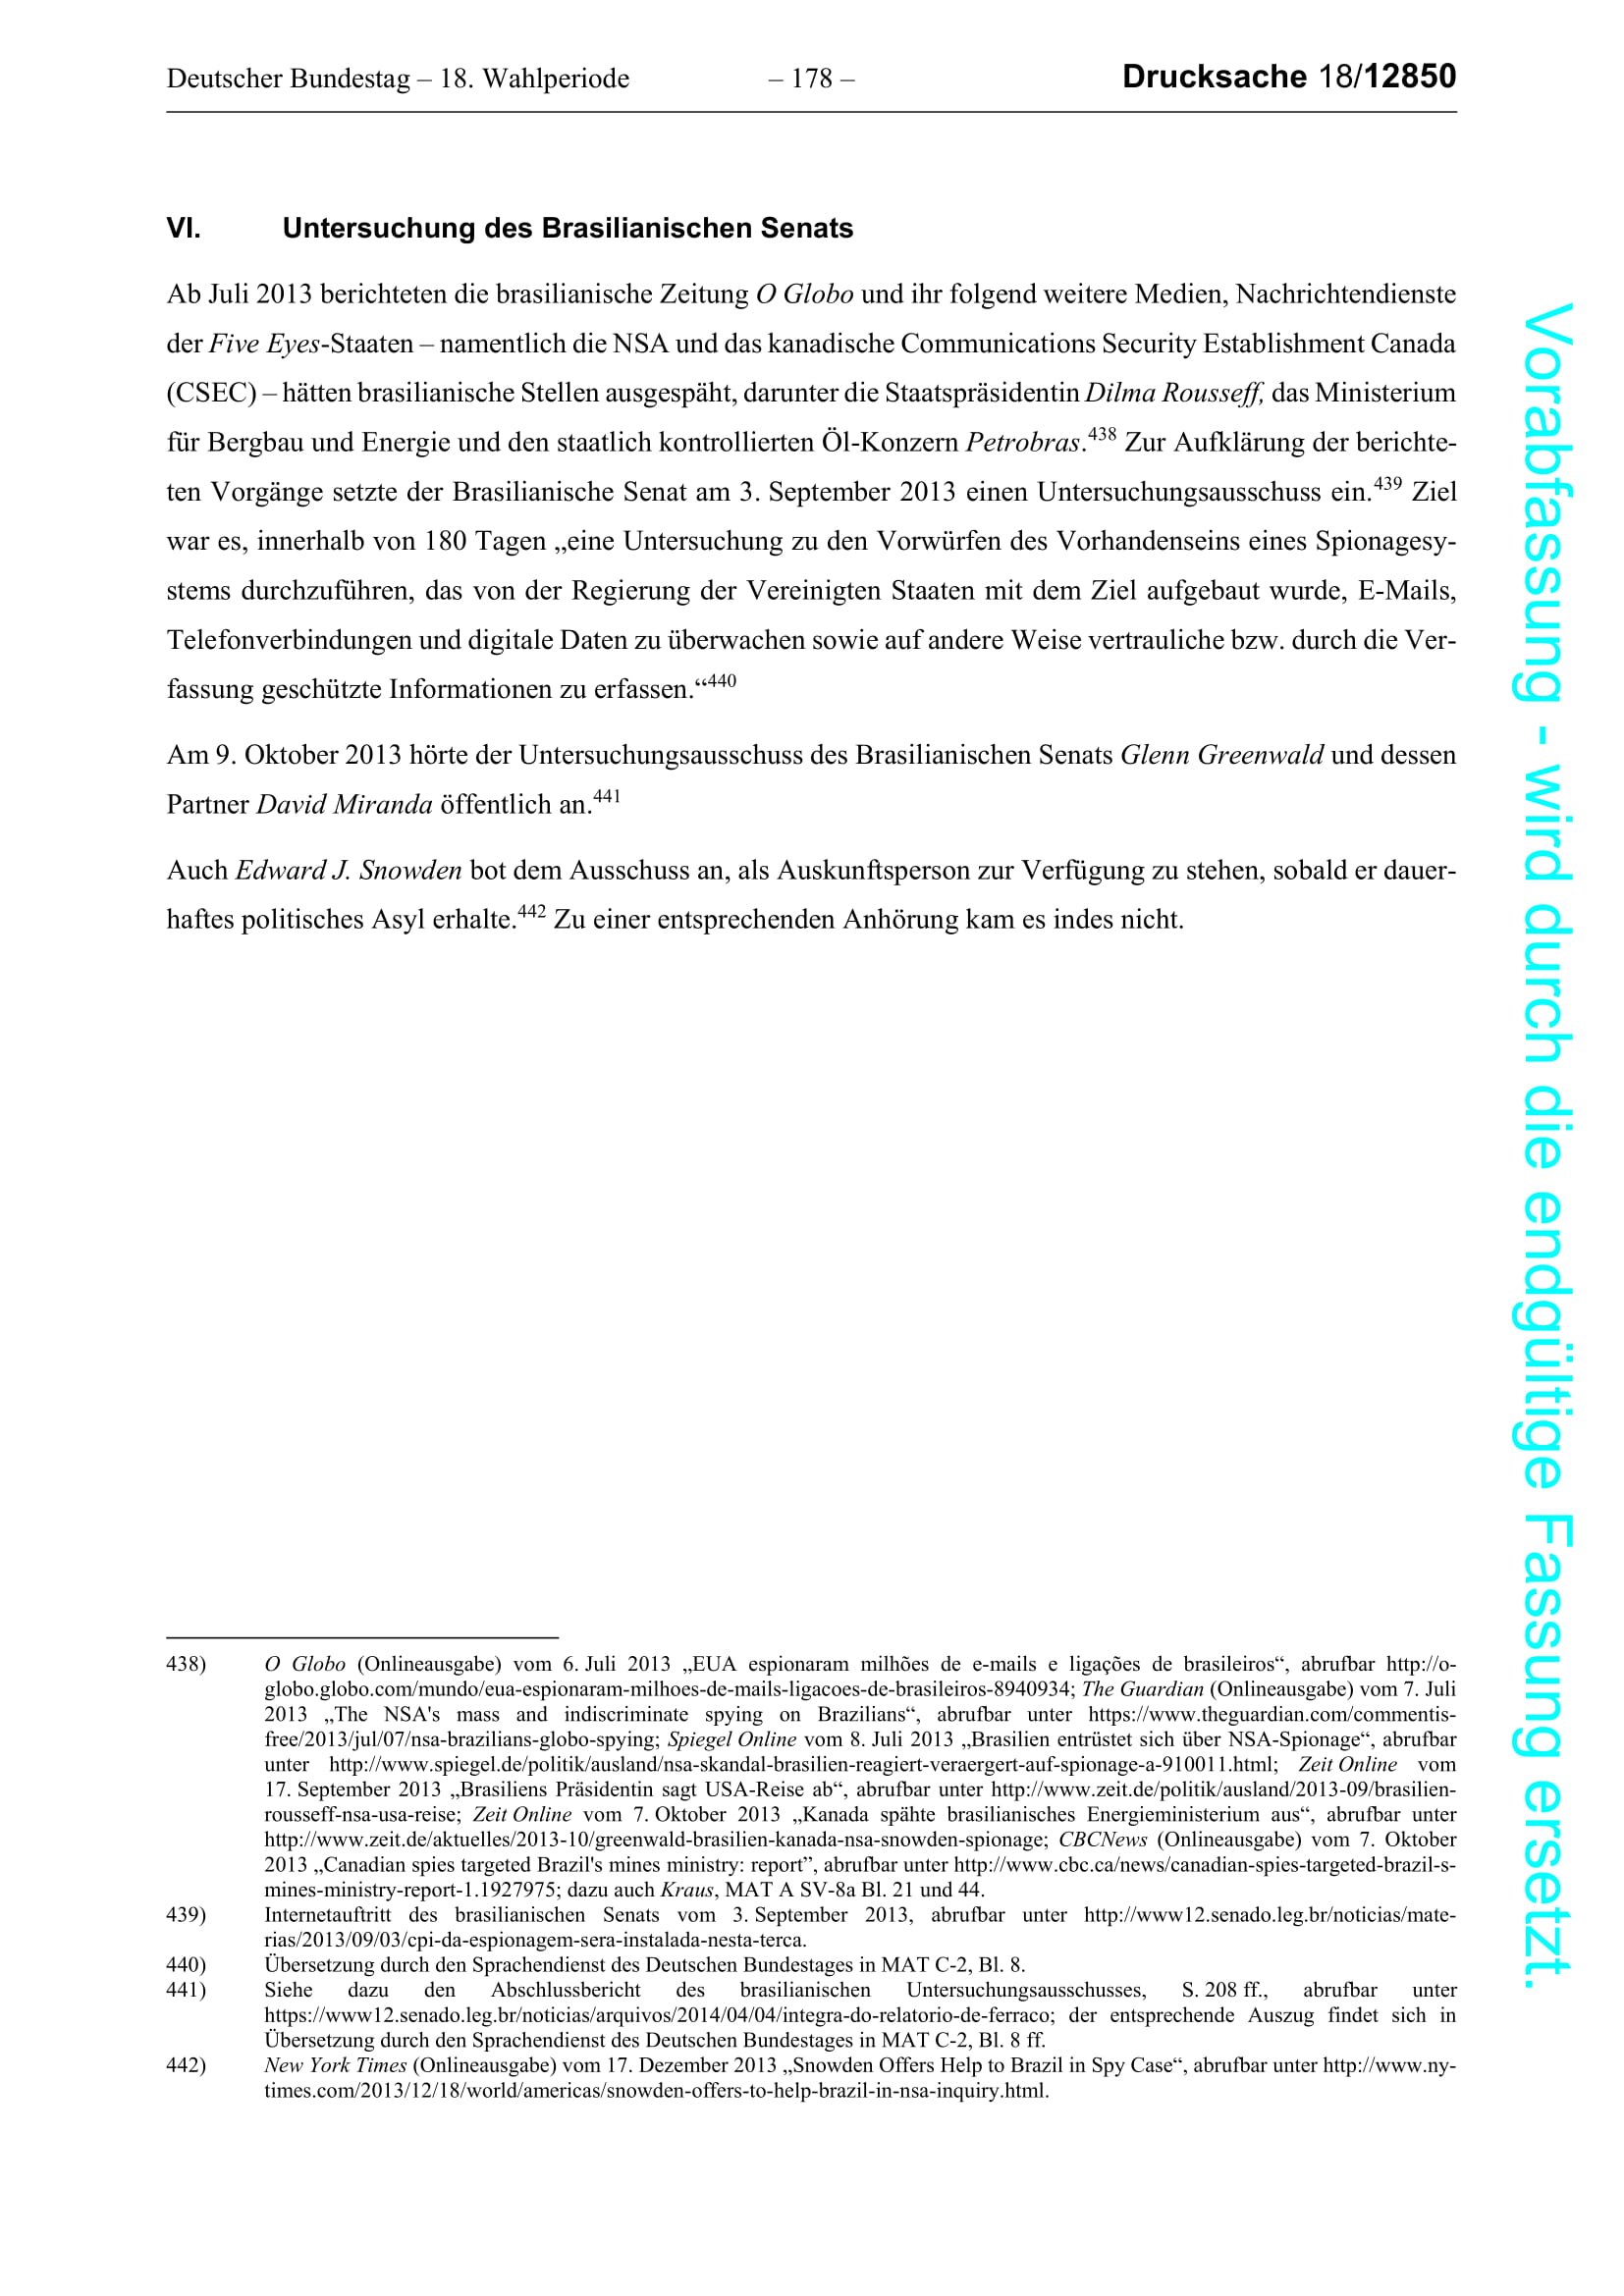 Deutscher Bundestag – 18. Wahlperiode – 178 – Drucksache 18/12850
VI. Untersuchung des Brasilianischen Senats
Ab Juli 2013 berichteten die brasilianische Zeitung O Globo und ihr folgend weitere Medien, Nachrichtendienste
der Five Eyes-Staaten – namentlich die NSA und das kanadische Communications Security Establishment Canada
(CSEC) – hätten brasilianische Stellen ausgespäht, darunter die Staatspräsidentin Dilma Rousseff, das Ministerium
für Bergbau und Energie und den staatlich kontrollierten Öl-Konzern Petrobras.438 Zur Aufklärung der berichte-
ten Vorgänge setzte der Brasilianische Senat am 3. September 2013 einen Untersuchungsausschuss ein.439 Ziel
war es, innerhalb von 180 Tagen „eine Untersuchung zu den Vorwürfen des Vorhandenseins eines Spionagesy-
stems durchzuführen, das von der Regierung der Vereinigten Staaten mit dem Ziel aufgebaut wurde, E-Mails,
Telefonverbindungen und digitale Daten zu überwachen sowie auf andere Weise vertrauliche bzw. durch die Ver-
fassung geschützte Informationen zu erfassen.“440
Am 9. Oktober 2013 hörte der Untersuchungsausschuss des Brasilianischen Senats Glenn Greenwald und dessen
Partner David Miranda öffentlich an.441
Auch Edward J. Snowden bot dem Ausschuss an, als Auskunftsperson zur Verfügung zu stehen, sobald er dauer-
haftes politisches Asyl erhalte.442 Zu einer entsprechenden Anhörung kam es indes nicht.
438) O Globo (Onlineausgabe) vom 6. Juli 2013 „EUA espionaram milhões de e-mails e ligações de brasileiros“, abrufbar http://o-
globo.globo.com/mundo/eua-espionaram-milhoes-de-mails-ligacoes-de-brasileiros-8940934; The Guardian (Onlineausgabe) vom 7. Juli
2013 „The NSA's mass and indiscriminate spying on Brazilians“, abrufbar unter https://www.theguardian.com/commentis-
free/2013/jul/07/nsa-brazilians-globo-spying; Spiegel Online vom 8. Juli 2013 „Brasilien entrüstet sich über NSA-Spionage“, abrufbar
unter http://www.spiegel.de/politik/ausland/nsa-skandal-brasilien-reagiert-veraergert-auf-spionage-a-910011.html; Zeit Online vom
17. September 2013 „Brasiliens Präsidentin sagt USA-Reise ab“, abrufbar unter http://www.zeit.de/politik/ausland/2013-09/brasilien-
rousseff-nsa-usa-reise; Zeit Online vom 7. Oktober 2013 „Kanada spähte brasilianisches Energieministerium aus“, abrufbar unter
http://www.zeit.de/aktuelles/2013-10/greenwald-brasilien-kanada-nsa-snowden-spionage; CBCNews (Onlineausgabe) vom 7. Oktober
2013 „Canadian spies targeted Brazil's mines ministry: report”, abrufbar unter http://www.cbc.ca/news/canadian-spies-targeted-brazil-s-
mines-ministry-report-1.1927975; dazu auch Kraus, MAT A SV-8a Bl. 21 und 44.
439) Internetauftritt des brasilianischen Senats vom 3. September 2013, abrufbar unter http://www12.senado.leg.br/noticias/mate-
rias/2013/09/03/cpi-da-espionagem-sera-instalada-nesta-terca.
440) Übersetzung durch den Sprachendienst des Deutschen Bundestages in MAT C-2, Bl. 8.
441) Siehe dazu den Abschlussbericht des brasilianischen Untersuchungsausschusses, S. 208 ff., abrufbar unter
https://www12.senado.leg.br/noticias/arquivos/2014/04/04/integra-do-relatorio-de-ferraco; der entsprechende Auszug findet sich in
Übersetzung durch den Sprachendienst des Deutschen Bundestages in MAT C-2, Bl. 8 ff.
442) New York Times (Onlineausgabe) vom 17. Dezember 2013 „Snowden Offers Help to Brazil in Spy Case“, abrufbar unter http://www.ny-
times.com/2013/12/18/world/americas/snowden-offers-to-help-brazil-in-nsa-inquiry.html.
Vorabfassung - wird durch die endgültige Fassung ersetzt.